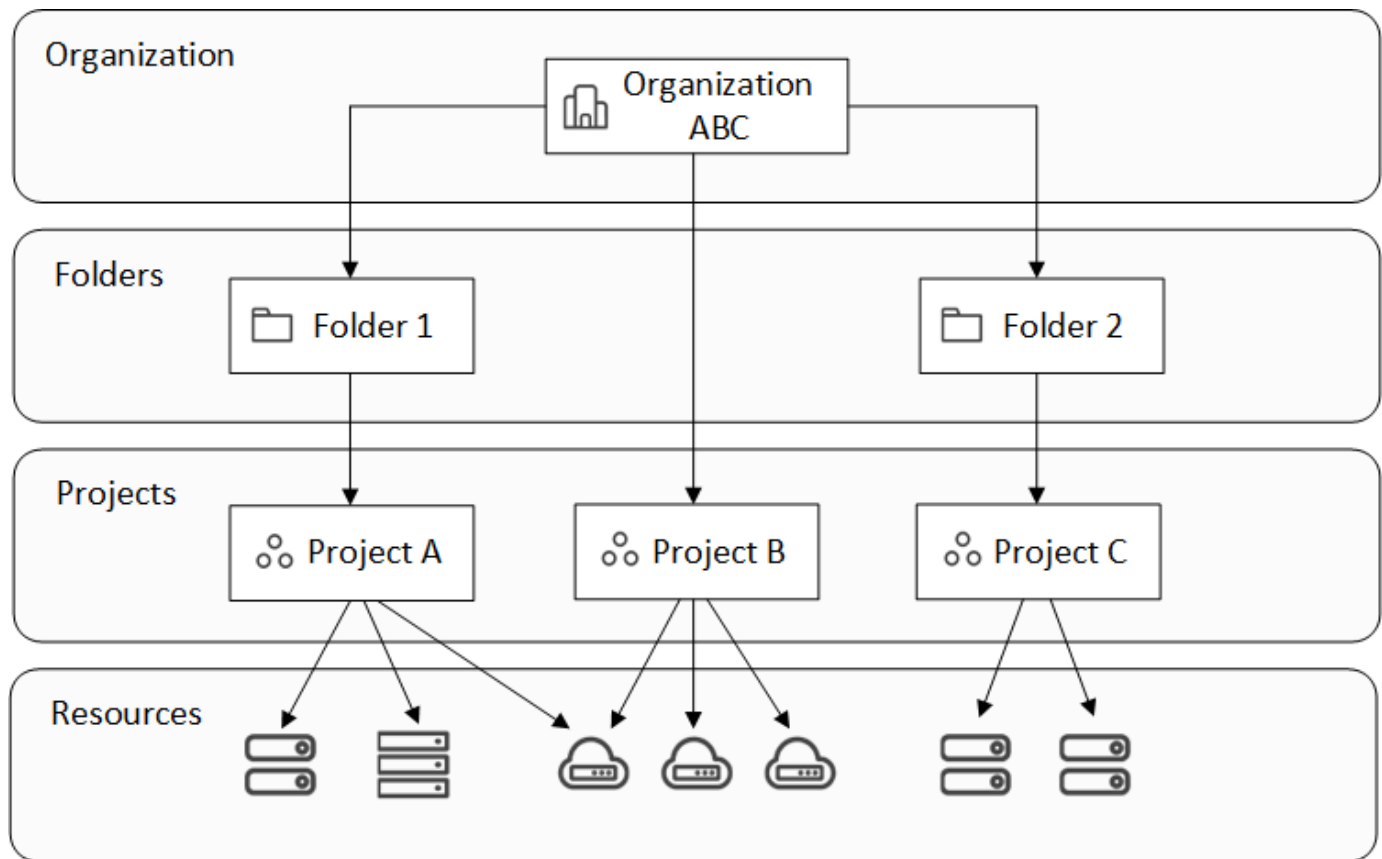 Organization
Organization
ABC
Folders
Folder 1
Folder 2
Projects
Project A
Project B
Project C
Resources